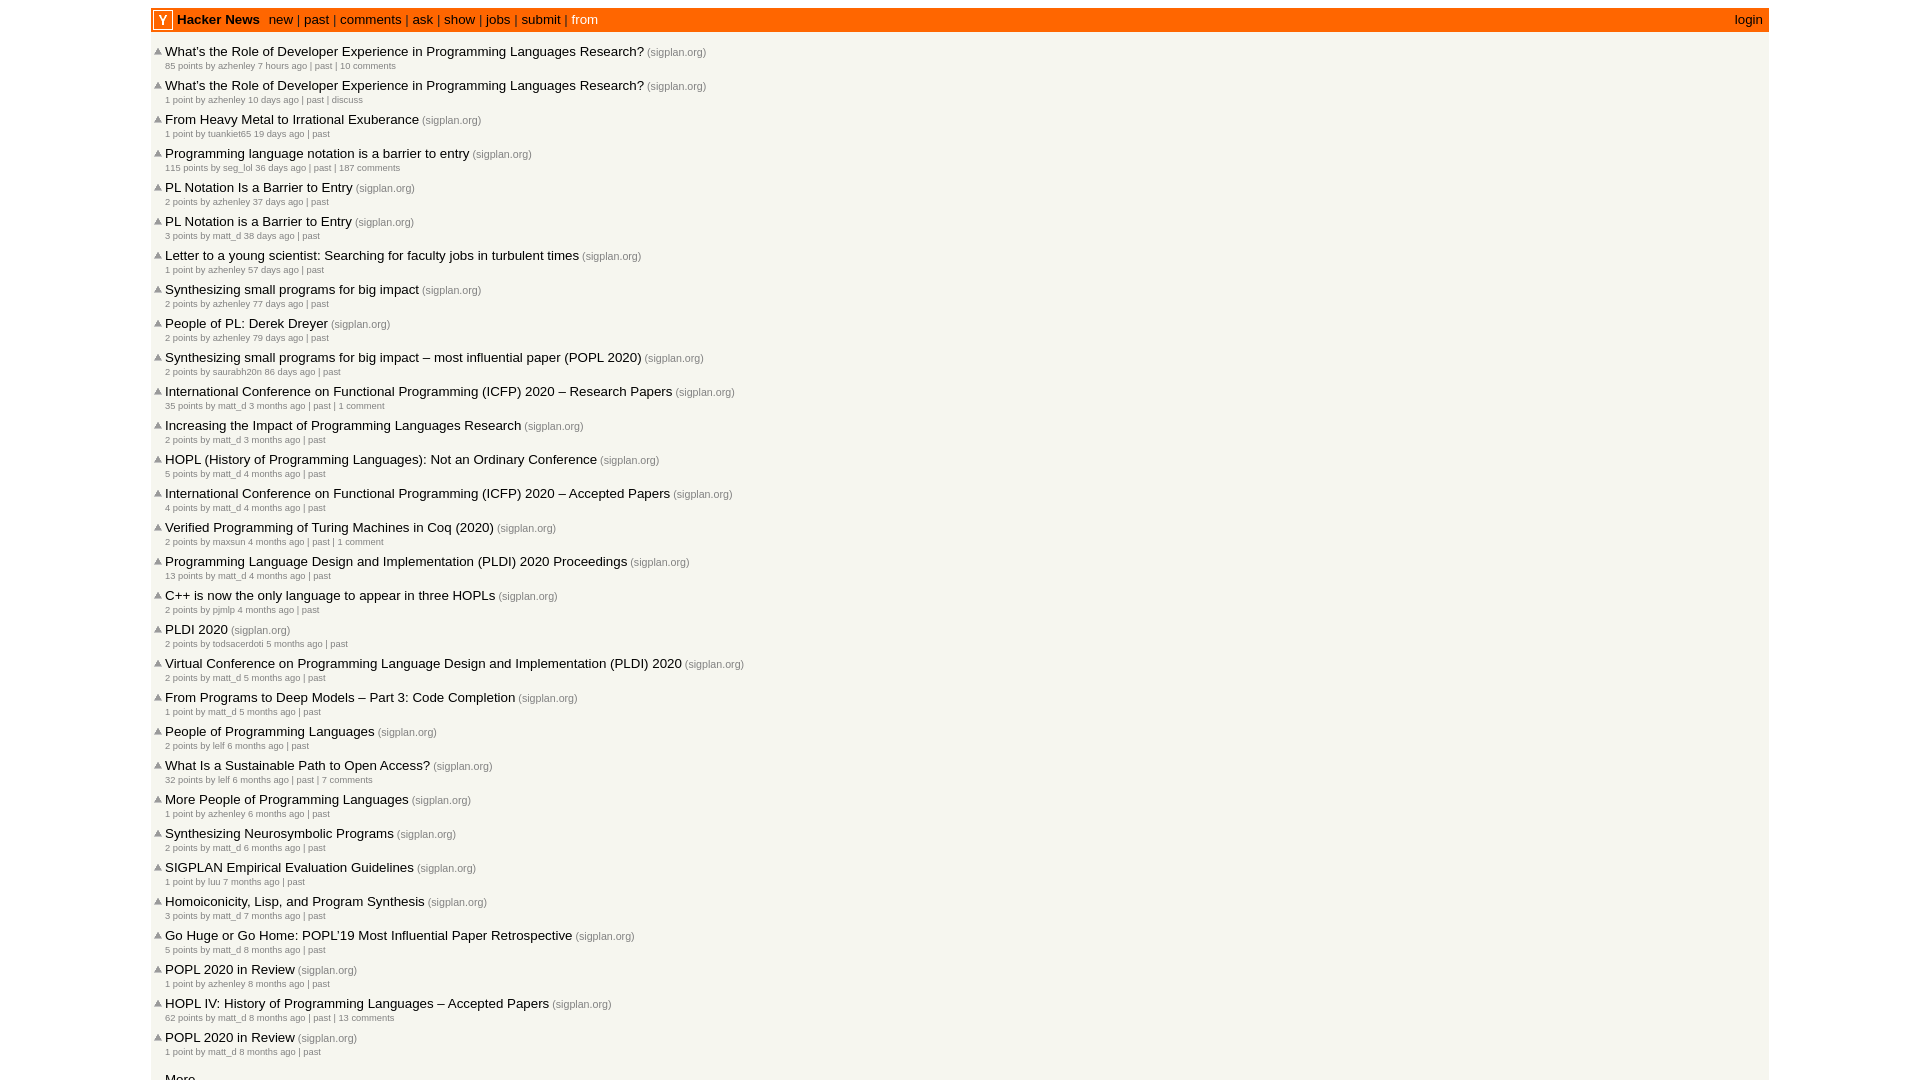 Y Hacker News new | past | comments | ask | show | jobs | submit | from login
What's the Role of Developer Experience in Programming Languages Research? (sigplan.org)
85 points by azhenley 7 hours ago | past | 10 comments
What's the Role of Developer Experience in Programming Languages Research? (sigplan.org)
1 point by azhenley 10 days ago | past | discuss
From Heavy Metal to Irrational Exuberance (sigplan.org)
1 point by tuankiet65 19 days ago | past
Programming language notation is a barrier to entry (sigplan.org)
115 points by seg_lol 36 days ago | past | 187 comments
PL Notation Is a Barrier to Entry (sigplan.org)
2 points by azhenley 37 days ago | past
PL Notation is a Barrier to Entry (sigplan.org)
3 points by matt_d 38 days ago | past
Letter to a young scientist: Searching for faculty jobs in turbulent times (sigplan.org)
1 point by azhenley 57 days ago | past
Synthesizing small programs for big impact (sigplan.org)
2 points by azhenley 77 days ago | past
People of PL: Derek Dreyer (sigplan.org)
2 points by azhenley 79 days ago | past
Synthesizing small programs for big impact – most influential paper (POPL 2020) (sigplan.org)
2 points by saurabh20n 86 days ago | past
International Conference on Functional Programming (ICFP) 2020 – Research Papers (sigplan.org)
35 points by matt_d 3 months ago | past | 1 comment
Increasing the Impact of Programming Languages Research (sigplan.org)
2 points by matt_d 3 months ago | past
HOPL (History of Programming Languages): Not an Ordinary Conference (sigplan.org)
5 points by matt_d 4 months ago | past
International Conference on Functional Programming (ICFP) 2020 – Accepted Papers (sigplan.org)
4 points by matt_d 4 months ago | past
Verified Programming of Turing Machines in Coq (2020) (sigplan.org)
2 points by maxsun 4 months ago | past | 1 comment
Programming Language Design and Implementation (PLDI) 2020 Proceedings (sigplan.org)
13 points by matt_d 4 months ago | past
C++ is now the only language to appear in three HOPLs (sigplan.org)
2 points by pjmlp 4 months ago | past
PLDI 2020 (sigplan.org)
2 points by todsacerdoti 5 months ago | past
Virtual Conference on Programming Language Design and Implementation (PLDI) 2020 (sigplan.org)
2 points by matt_d 5 months ago | past
From Programs to Deep Models – Part 3: Code Completion (sigplan.org)
1 point by matt_d 5 months ago | past
People of Programming Languages (sigplan.org)
2 points by lelf 6 months ago | past
What Is a Sustainable Path to Open Access? (sigplan.org)
32 points by lelf 6 months ago | past | 7 comments
More People of Programming Languages (sigplan.org)
1 point by azhenley 6 months ago | past
Synthesizing Neurosymbolic Programs (sigplan.org)
2 points by matt_d 6 months ago | past
SIGPLAN Empirical Evaluation Guidelines (sigplan.org)
1 point by luu 7 months ago | past
Homoiconicity, Lisp, and Program Synthesis (sigplan.org)
3 points by matt_d 7 months ago | past
Go Huge or Go Home: POPL'19 Most Influential Paper Retrospective (sigplan.org)
5 points by matt_d 8 months ago | past
POPL 2020 in Review (sigplan.org)
1 point by azhenley 8 months ago | past
HOPL IV: History of Programming Languages – Accepted Papers (sigplan.org)
62 points by matt_d 8 months ago | past | 13 comments
POPL 2020 in Review (sigplan.org)
1 point by matt_d 8 months ago | past
More